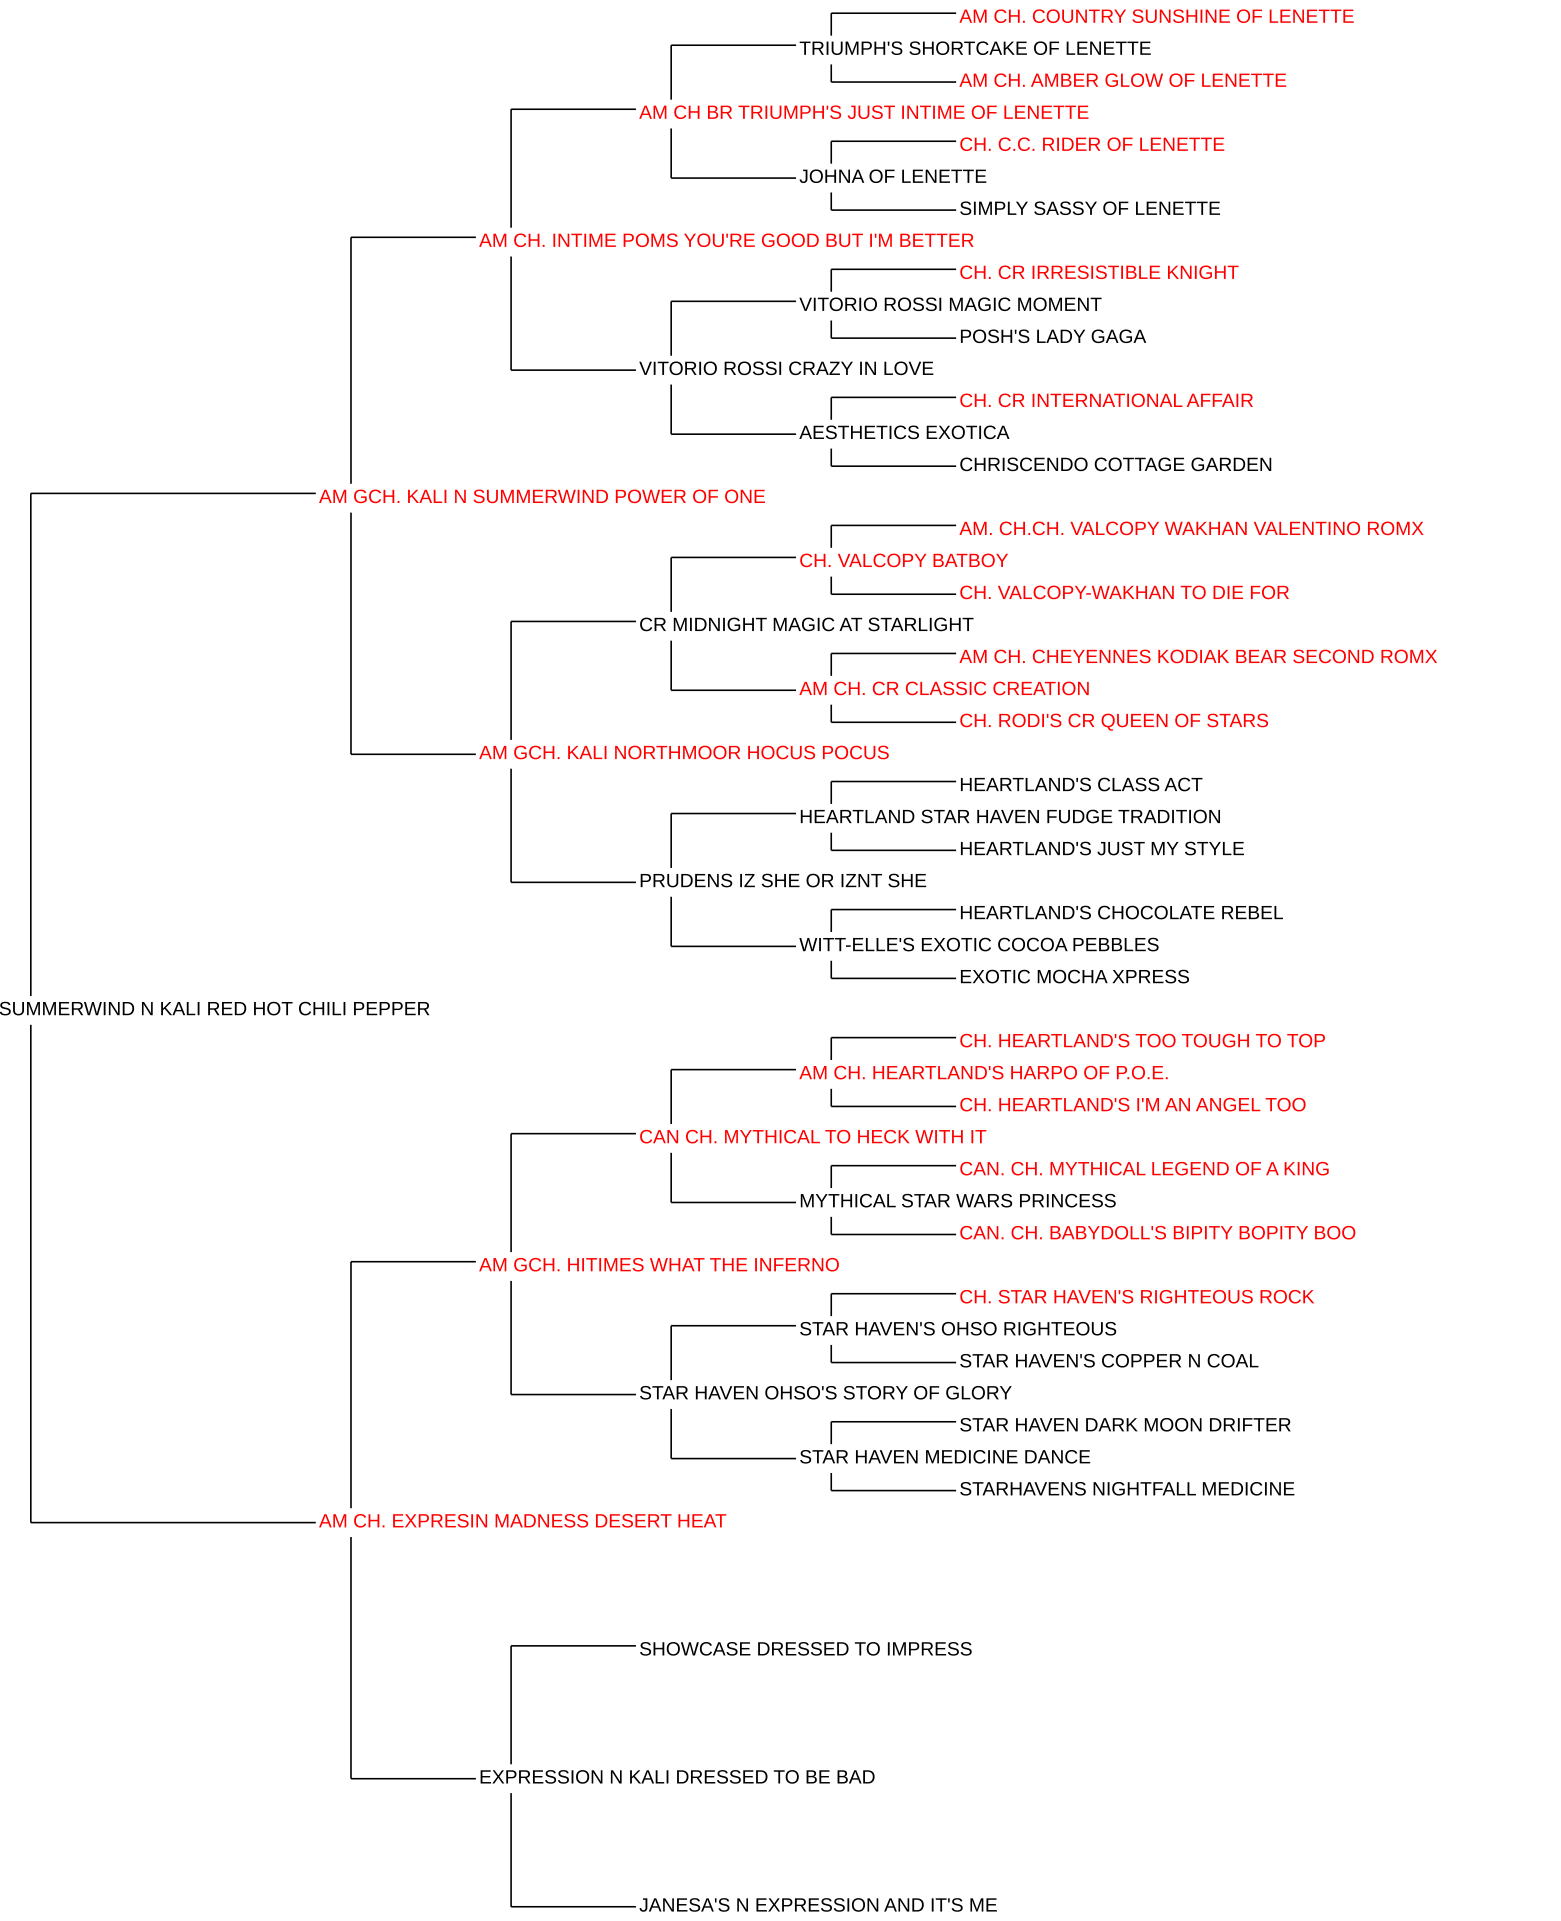 AM CH. COUNTRY SUNSHINE OF LENETTE
TRIUMPH'S SHORTCAKE OF LENETTE
AM CH. AMBER GLOW OF LENETTE
AM CH BR TRIUMPH'S JUST INTIME OF LENETTE
CH. C.C. RIDER OF LENETTE
JOHNA OF LENETTE
SIMPLY SASSY OF LENETTE
AM CH. INTIME POMS YOU'RE GOOD BUT I'M BETTER
CH. CR IRRESISTIBLE KNIGHT
VITORIO ROSSI MAGIC MOMENT
POSH'S LADY GAGA
VITORIO ROSSI CRAZY IN LOVE
CH. CR INTERNATIONAL AFFAIR
AESTHETICS EXOTICA
CHRISCENDO COTTAGE GARDEN
AM GCH. KALI N SUMMERWIND POWER OF ONE
AM. CH.CH. VALCOPY WAKHAN VALENTINO ROMX
CH. VALCOPY BATBOY
CH. VALCOPY-WAKHAN TO DIE FOR
CR MIDNIGHT MAGIC AT STARLIGHT
AM CH. CHEYENNES KODIAK BEAR SECOND ROMX
AM CH. CR CLASSIC CREATION
CH. RODI'S CR QUEEN OF STARS
AM GCH. KALI NORTHMOOR HOCUS POCUS
HEARTLAND'S CLASS ACT
HEARTLAND STAR HAVEN FUDGE TRADITION
HEARTLAND'S JUST MY STYLE
PRUDENS IZ SHE OR IZNT SHE
HEARTLAND'S CHOCOLATE REBEL
WITT-ELLE'S EXOTIC COCOA PEBBLES
EXOTIC MOCHA XPRESS
SUMMERWIND N KALI RED HOT CHILI PEPPER
CH. HEARTLAND'S TOO TOUGH TO TOP
AM CH. HEARTLAND'S HARPO OF P.O.E.
CH. HEARTLAND'S I'M AN ANGEL TOO
CAN CH. MYTHICAL TO HECK WITH IT
CAN. CH. MYTHICAL LEGEND OF A KING
MYTHICAL STAR WARS PRINCESS
CAN. CH. BABYDOLL'S BIPITY BOPITY BOO
AM GCH. HITIMES WHAT THE INFERNO
CH. STAR HAVEN'S RIGHTEOUS ROCK
STAR HAVEN'S OHSO RIGHTEOUS
STAR HAVEN'S COPPER N COAL
STAR HAVEN OHSO'S STORY OF GLORY
STAR HAVEN DARK MOON DRIFTER
STAR HAVEN MEDICINE DANCE
STARHAVENS NIGHTFALL MEDICINE
AM CH. EXPRESIN MADNESS DESERT HEAT
SHOWCASE DRESSED TO IMPRESS
EXPRESSION N KALI DRESSED TO BE BAD
JANESA'S N EXPRESSION AND IT'S ME